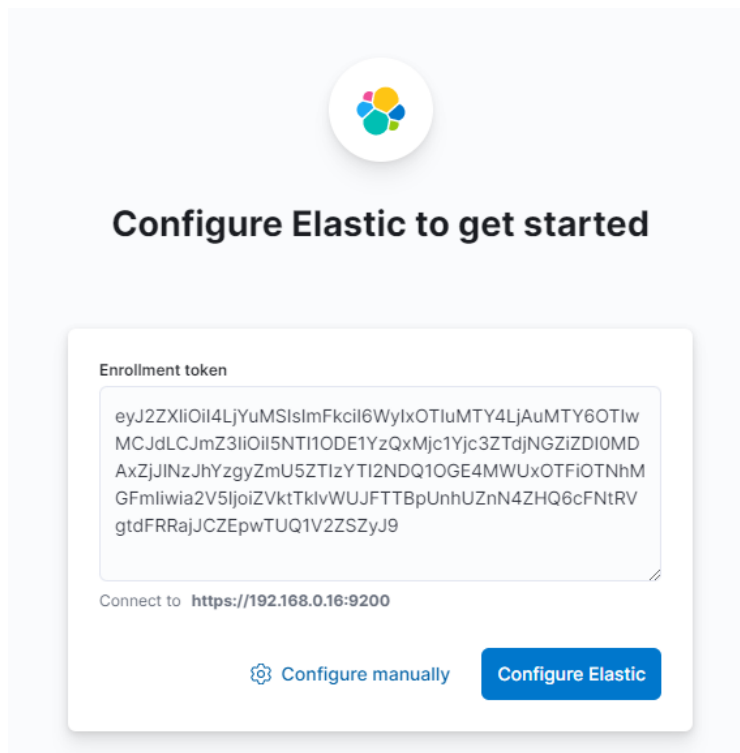 Configure Elastic to get started
Enrollment token
eyJ2ZXIiOiI4LjYuMSIsImFkciI6WyIxOTIuMTY4LjAuMTY6OTIw
MCJdLCJmZ3IiOiI5NTI1ODE1YzQxMjc1Yjc3ZTdjNGZiZDI0MD
AxZjJlNzJhYzgyZmU5ZTIzYTI2NDQ1OGE4MWUxOTFiOTNhM
GFmIiwia2V5IjoiZVktTklvWUJFTTBpUnhUZnN4ZHQ6cFNtRV
gtdFRRajJCZEpwTUQ1V2ZSZyJ9
Connect to https://192.168.0.16:9200
Configure manually
Configure Elastic